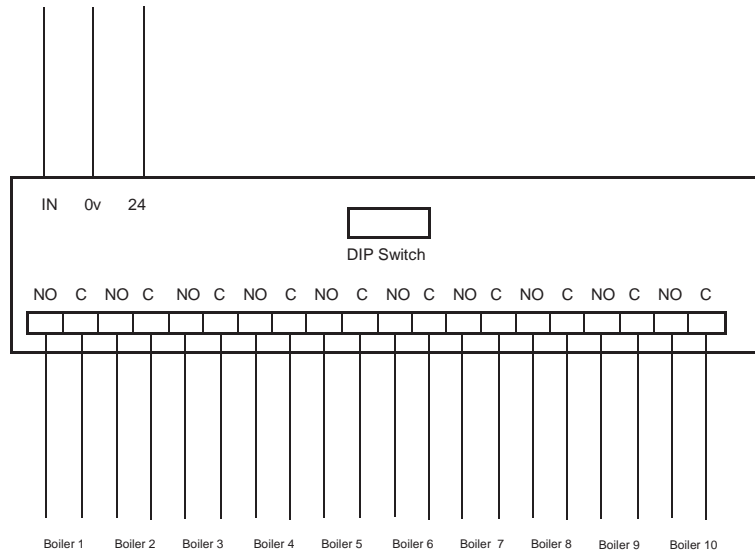 IN 0v 24
DIP Switch
NO C NO C NO C NO C NO C NO C NO C NO C NO C NO C
Boiler 1 Boiler 2 Boiler 3 Boiler 4 Boiler 5 Boiler 6 Boiler 7 Boiler 8 Boiler 9 Boiler 10